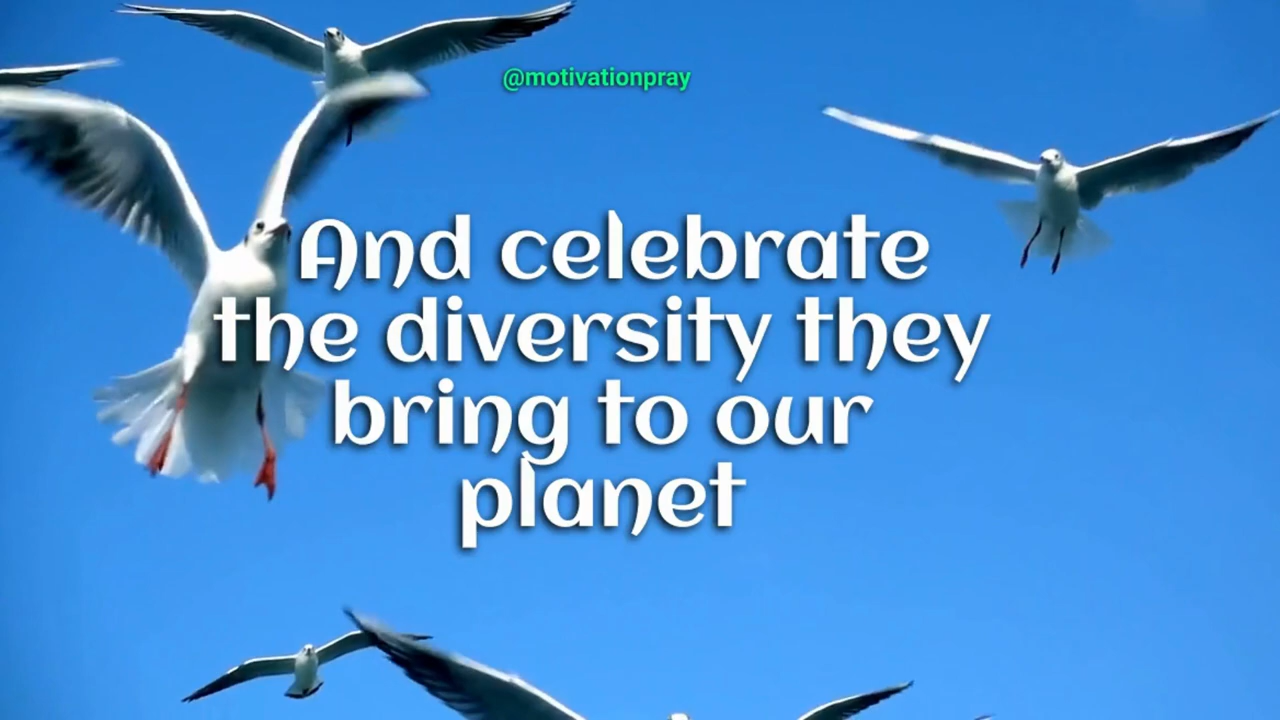 @motivationpray
And celebrate
the diversity they
bring to our
planet